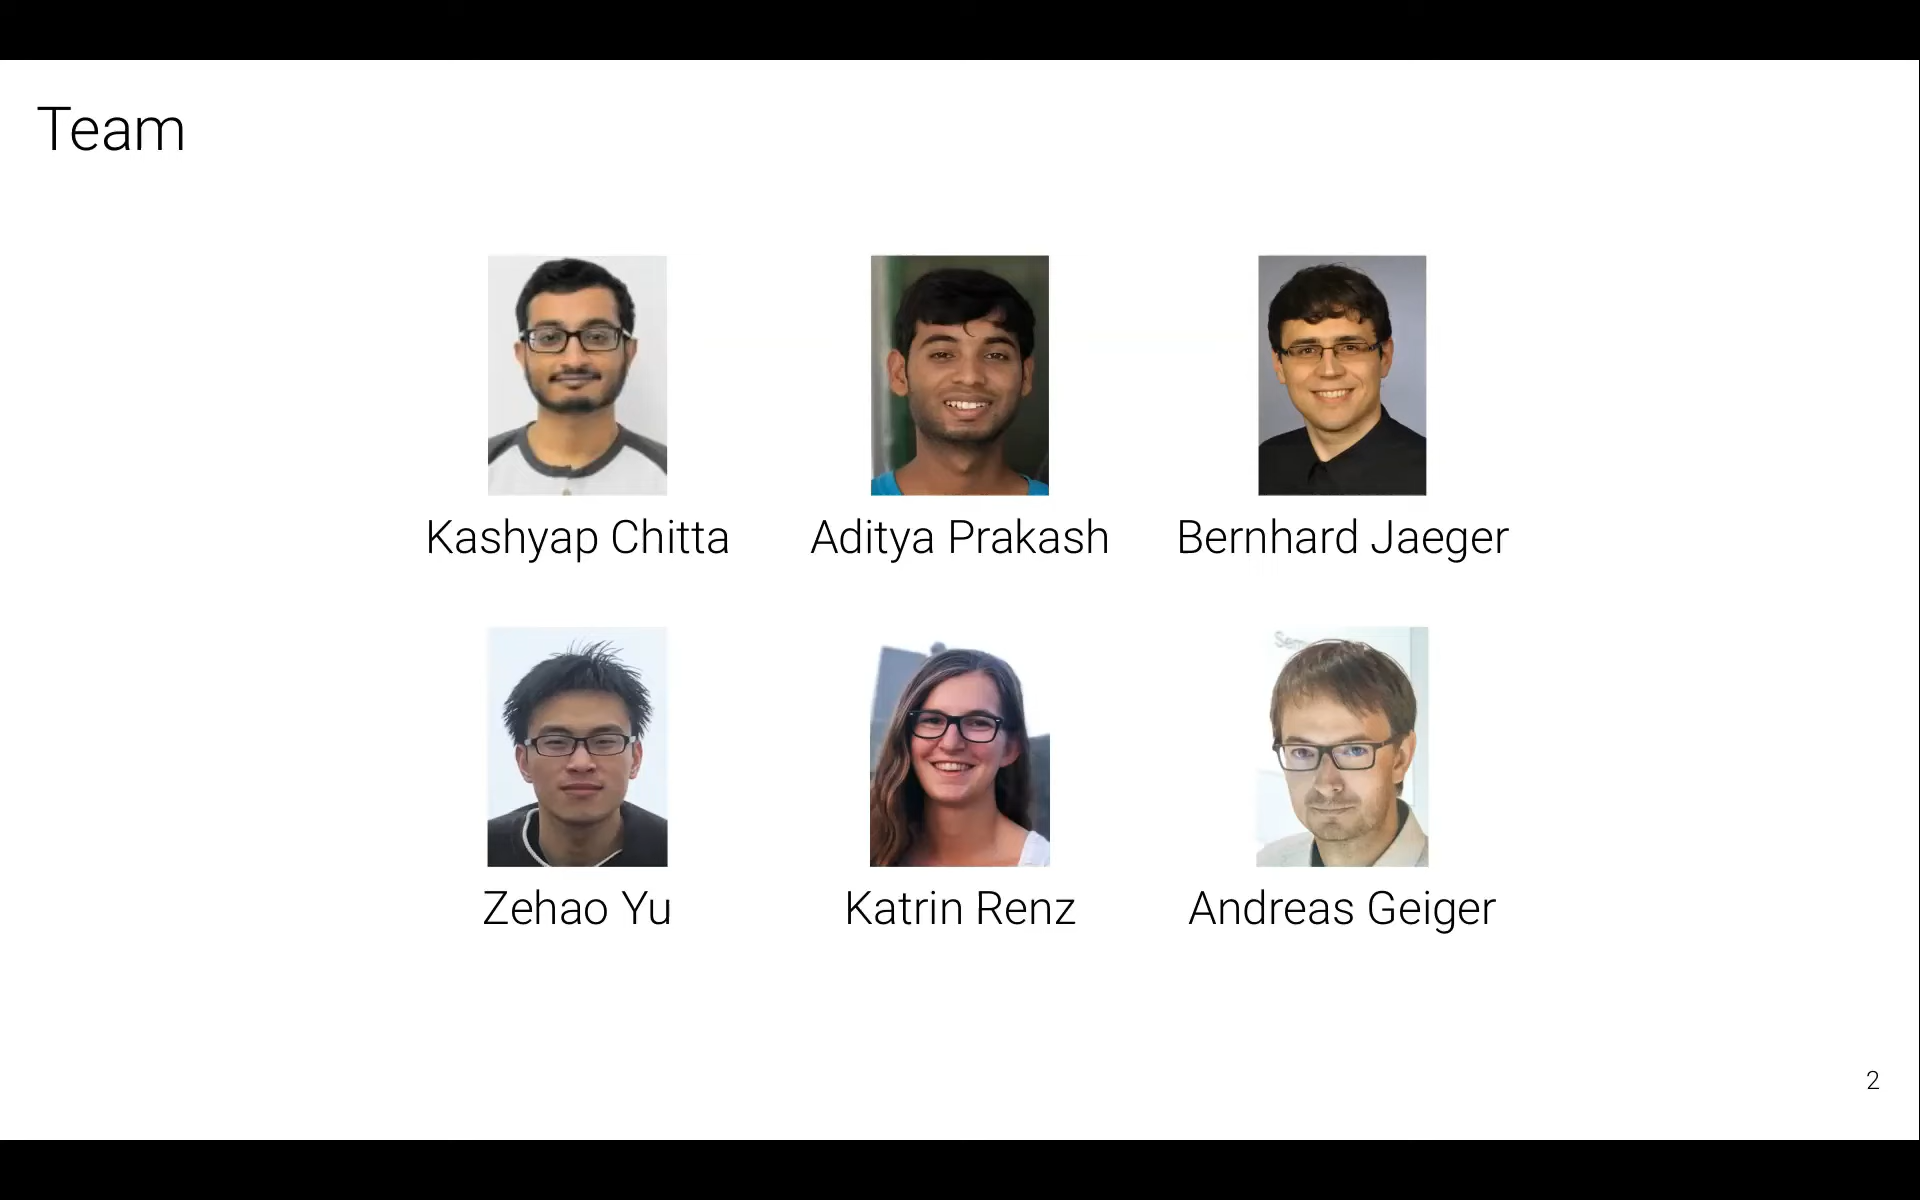 Team
Kashyap Chitta
Aditya Prakash
Bernhard Jaeger
Zehao Yu
Katrin Renz
Andreas Geiger
2